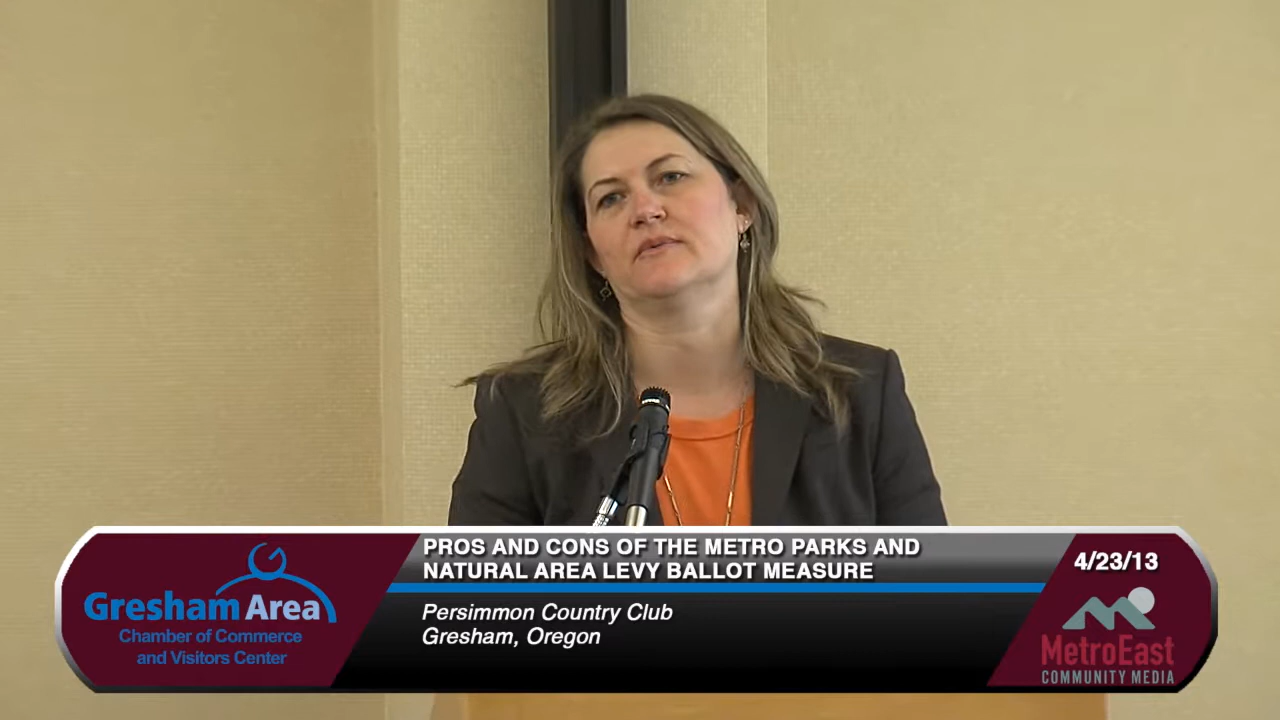 PROS AND CONS OF THE METRO PARKS AND
NATURAL AREA LEVY BALLOT MEASURE
4/23/13
Gresham Area
Chamber of Commerce
and Visitors Center
Persimmon Country Club
Gresham, Oregon
MetroEast
COMMUNITY MEDIA